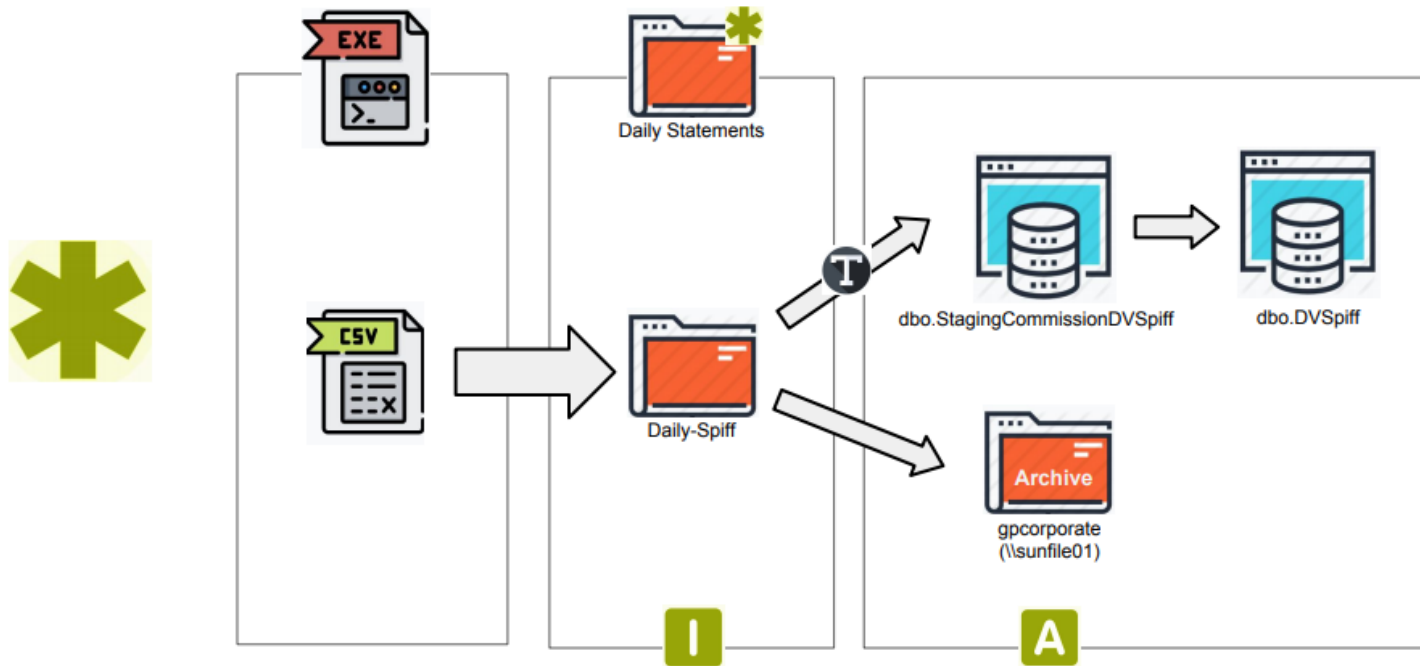 EXE
Daily Statements
T
dbo.StagingCommissionDVSpiff
dbo.DVSpiff
CSV
x
Daily-Spiff
Archive
gpcorporate
(\\sunfile01)
I
A